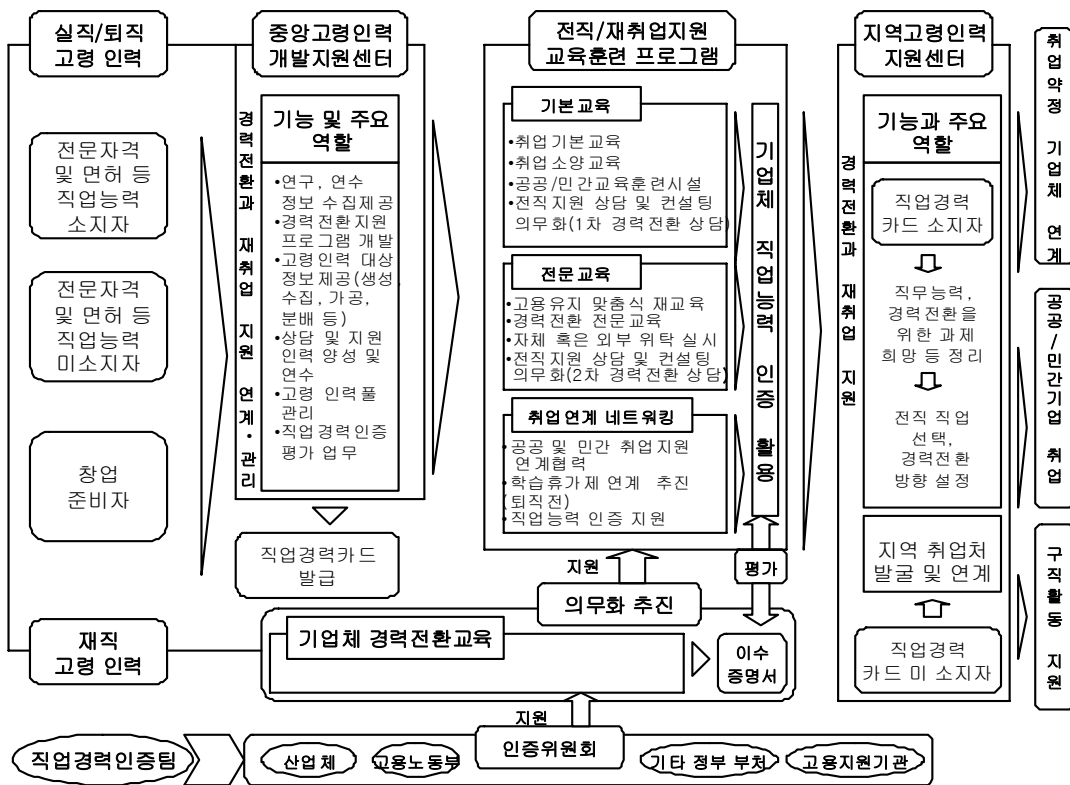 실직/퇴직
고령 인력
전문자격
및 면허 등
직업능력
소지자
전문자격
및 면허 등
직업능력
미소지자
창업
준비자
재직
고령 인력
중앙고령인력
개발지원센터
경력전환과 재취업 지원 연계·관리
기능 및 주요
역할
•연구, 연수
정보 수집제공
•경력전환지원
프로그램 개발
•고령인력 대상
정보제공(생성,
수집, 가공,
분배 등)
•상담 및 지원
인력 양성 및
연수
•고령 인력풀
관리
•직업경력인증
평가 업무
직업경력카드
발급
전직/재취업지원
교육훈련 프로그램
기본교육
•취업기본교육
•취업소양교육
•공공/민간교육훈련시설
•전직지원 상담 및 컨설팅
의무화(1차 경력전환 상담)
전문교육
•고용유지 맞춤식 재교육
•경력전환 전문교육
•자체 혹은 외부 위탁 실시
•전직지원 상담 및 컨설팅
의무화(2차 경력전환 상담)
취업연계 네트워킹
•공공 및 민간 취업지원
연계협력
•학습휴가제 연계 추진
(퇴직전)
•직업능력 인증 지원
기업체 직업능력 인증 활용
지원
평가
의무화 추진
기업체 경력전환교육
이수
증명서
지원
지역고령인력
지원센터
경력전환과 재취업 지원
기능과 주요
역할
직업경력
카드 소지자
직무능력,
경력전환을
위한 과제
희망 등 정리
전직 직업
선택,
경력전환
방향 설정
지역 취업처
발굴 및 연계
직업경력
카드 미 소지자
취업약정 기업체 연계
공공/민간기업 취업
구직활동 지원
직업경력인증팀
인증위원회
산업체
고용노동부
기타 정부 부처
고용지원기관